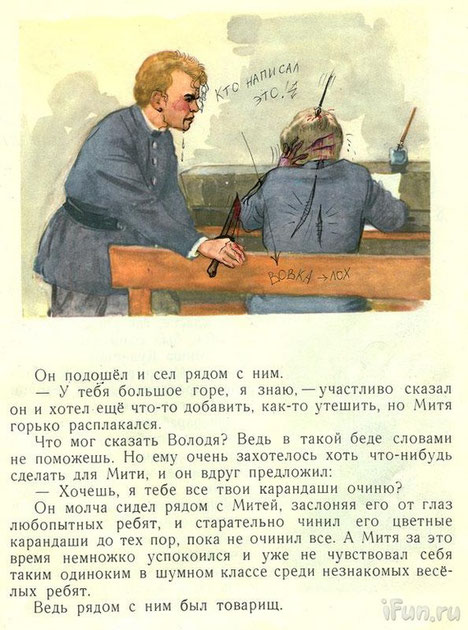 КТО НАПИСАЛ
ЭТО!
ВОВКА → ЛОХ
Он подошёл и сел рядом с ним.
— У тебя большое горе, я знаю, — участливо сказал
он и хотел ещё что-то добавить, как-то утешить, но Митя
горько расплакался.
Что мог сказать Володя? Ведь в такой беде словами
не поможешь. Но ему очень захотелось хоть что-нибудь
сделать для Мити, и он вдруг предложил:
— Хочешь, я тебе все твои карандаши очиню?
Он молча сидел рядом с Митей, заслоняя его от глаз
любопытных ребят, и старательно чинил его цветные
карандаши до тех пор, пока не очинил все. А Митя за это
время немножко успокоился и уже не чувствовал себя
таким одиноким в шумном классе среди незнакомых весё-
лых ребят.
Ведь рядом с ним был товарищ.
iFun.ru